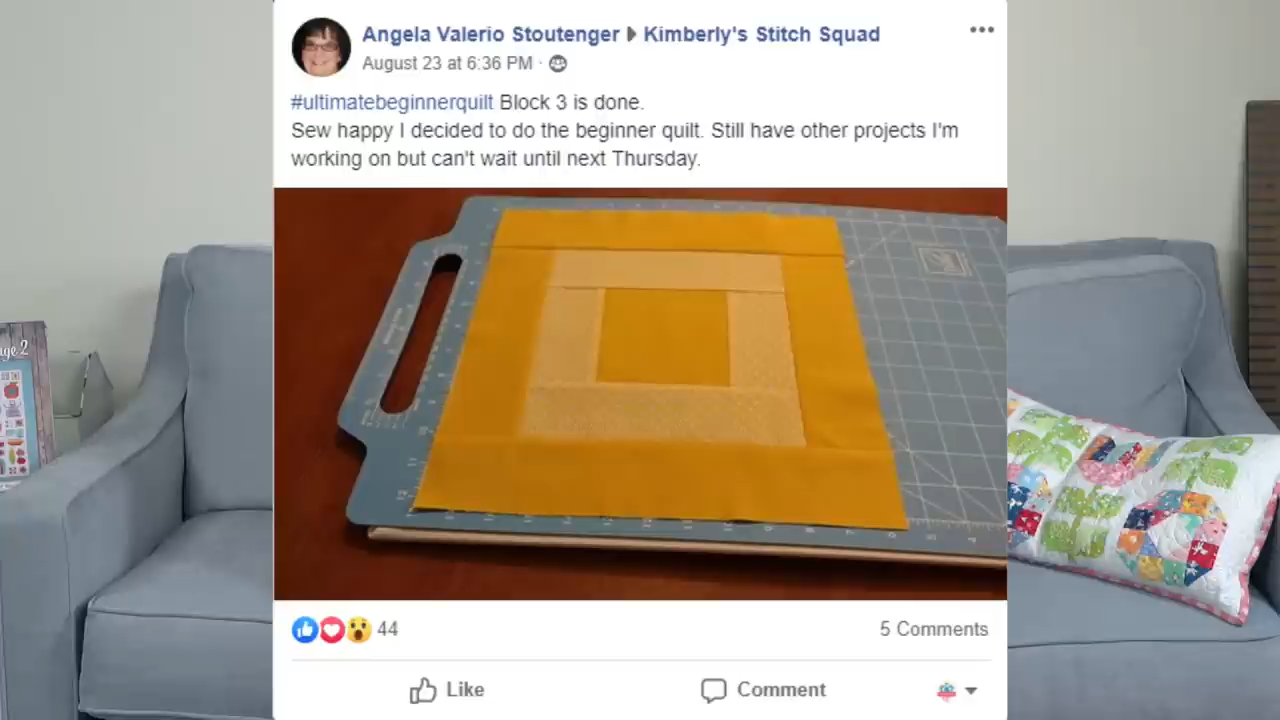 Angela Valerio Stoutenger ▸ Kimberly's Stitch Squad
August 23 at 6:36 PM ·
#ultimatebeginnerquilt Block 3 is done.
Sew happy I decided to do the beginner quilt. Still have other projects I'm
working on but can't wait until next Thursday.
44
5 Comments
Like
Comment